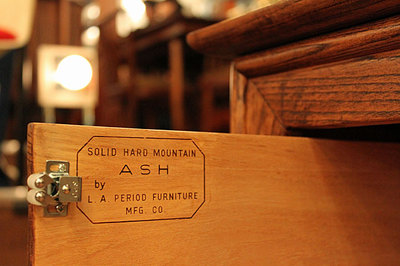 SOLID HARD MOUNTAIN
ASH
by
L A PERIOD FURNITURE
MFG. CO